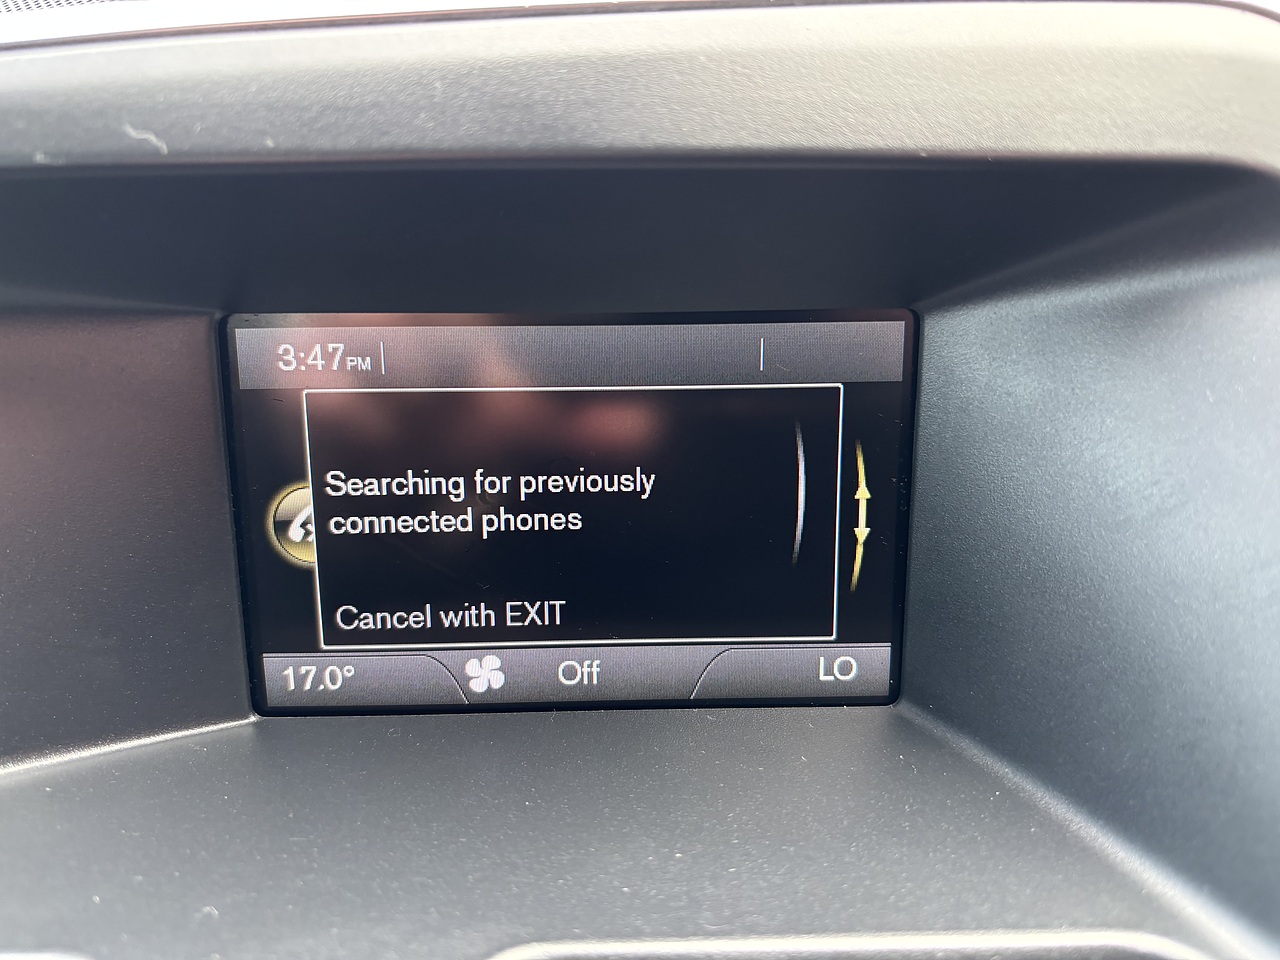 3:47PM
Searching for previously
connected phones
Cancel with EXIT
17.0° Off LO